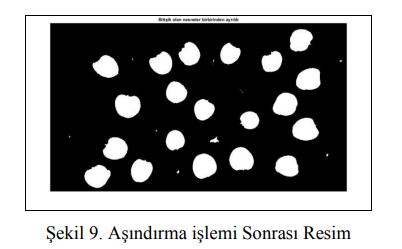 Bitişik olan nesneler birbirinden ayrıldı
Şekil 9. Aşındırma işlemi Sonrası Resim